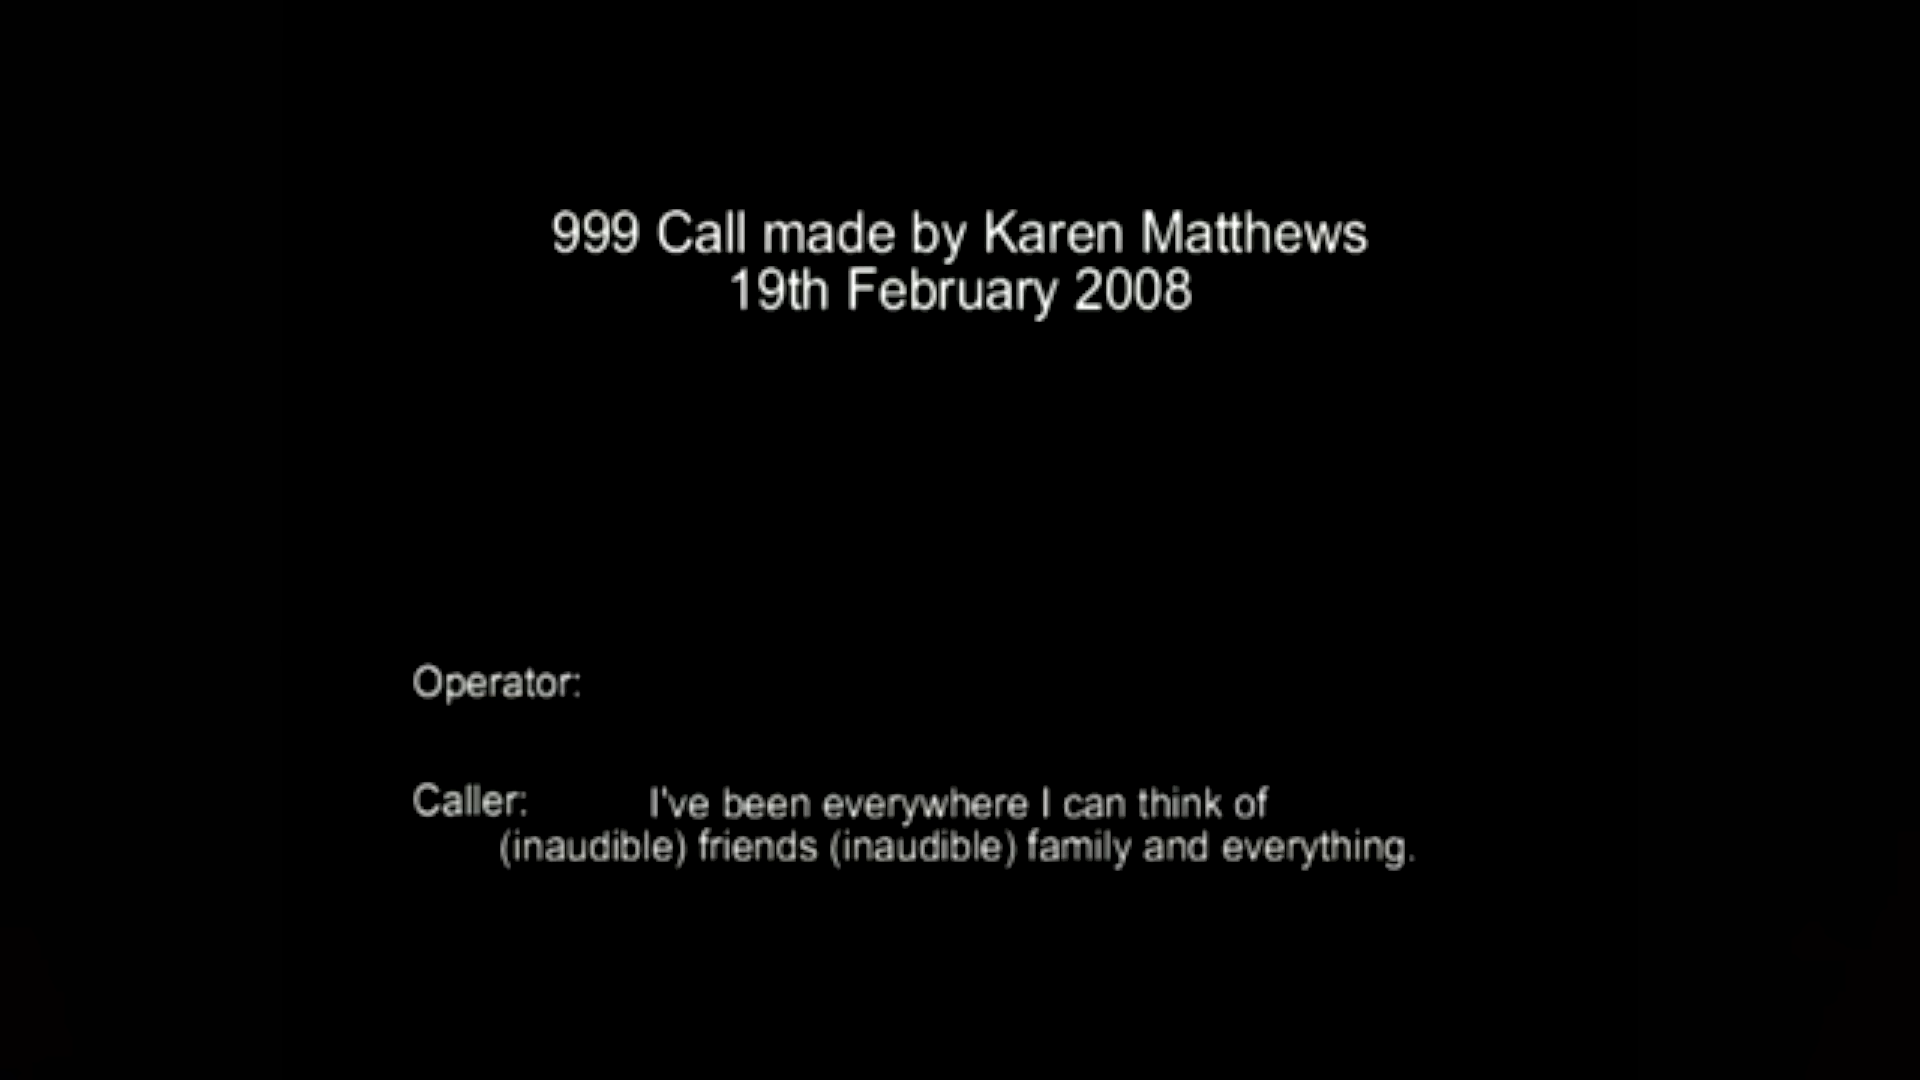 999 Call made by Karen Matthews
19th February 2008
Operator:
Caller: I've been everywhere I can think of
(inaudible) friends (inaudible) family and everything.